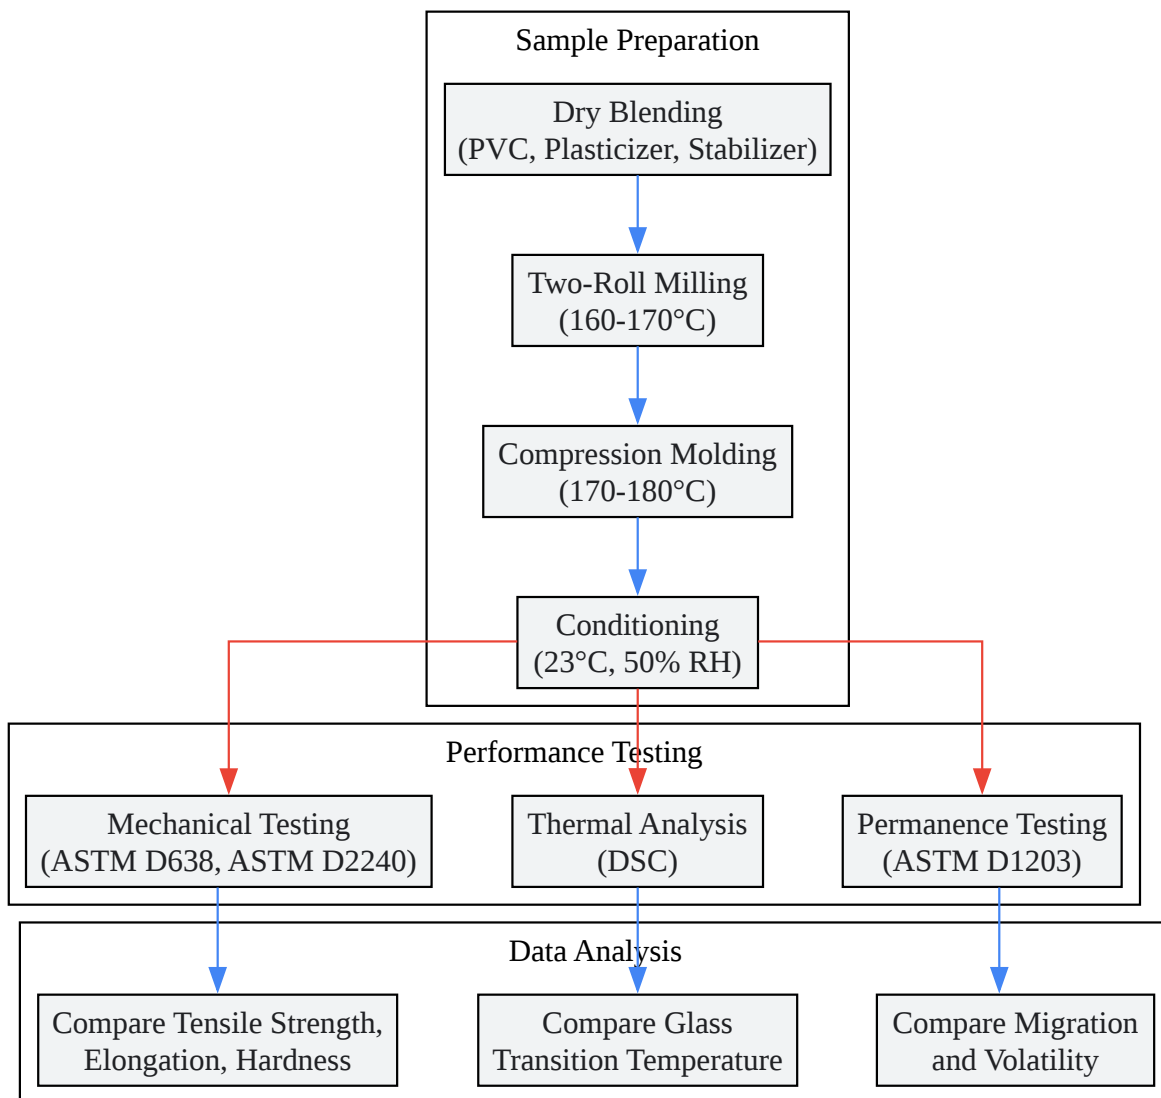 Sample Preparation
Dry Blending
(PVC, Plasticizer, Stabilizer)
Two-Roll Milling
(160-170°C)
Compression Molding
(170-180°C)
Conditioning
(23°C, 50% RH)
Performance Testing
Mechanical Testing
(ASTM D638, ASTM D2240)
Thermal Analysis
(DSC)
Permanence Testing
(ASTM D1203)
Data Analysis
Compare Tensile Strength,
Elongation, Hardness
Compare Glass
Transition Temperature
Compare Migration
and Volatility